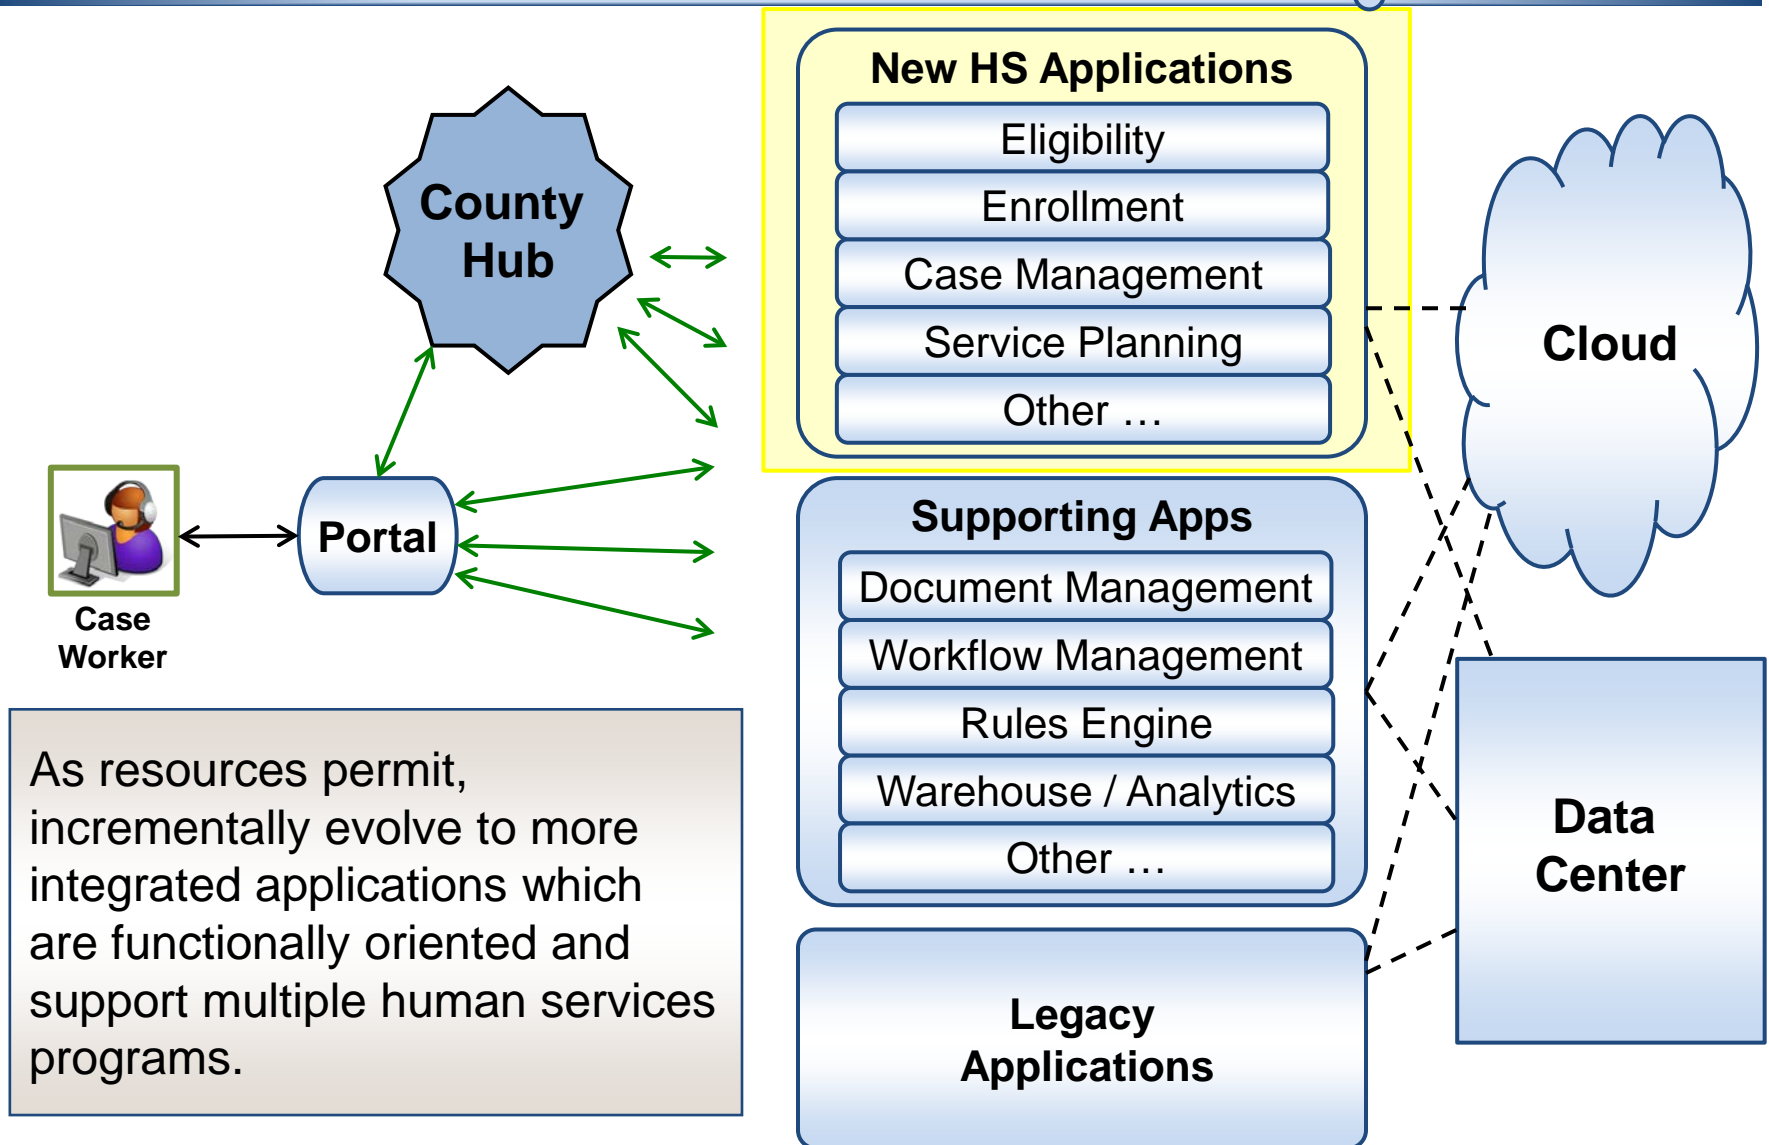 New HS Applications
Eligibility
Enrollment
Case Management
Service Planning
Other …
County
Hub
Cloud
Portal
Case
Worker
Supporting Apps
Document Management
Workflow Management
Rules Engine
Warehouse / Analytics
Other …
Data
Center
As resources permit,
incrementally evolve to more
integrated applications which
are functionally oriented and
support multiple human services
programs.
Legacy
Applications